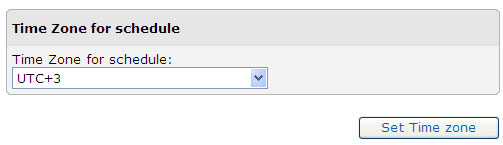 Time Zone for schedule
Time Zone for schedule:
UTC+3
Set Time zone